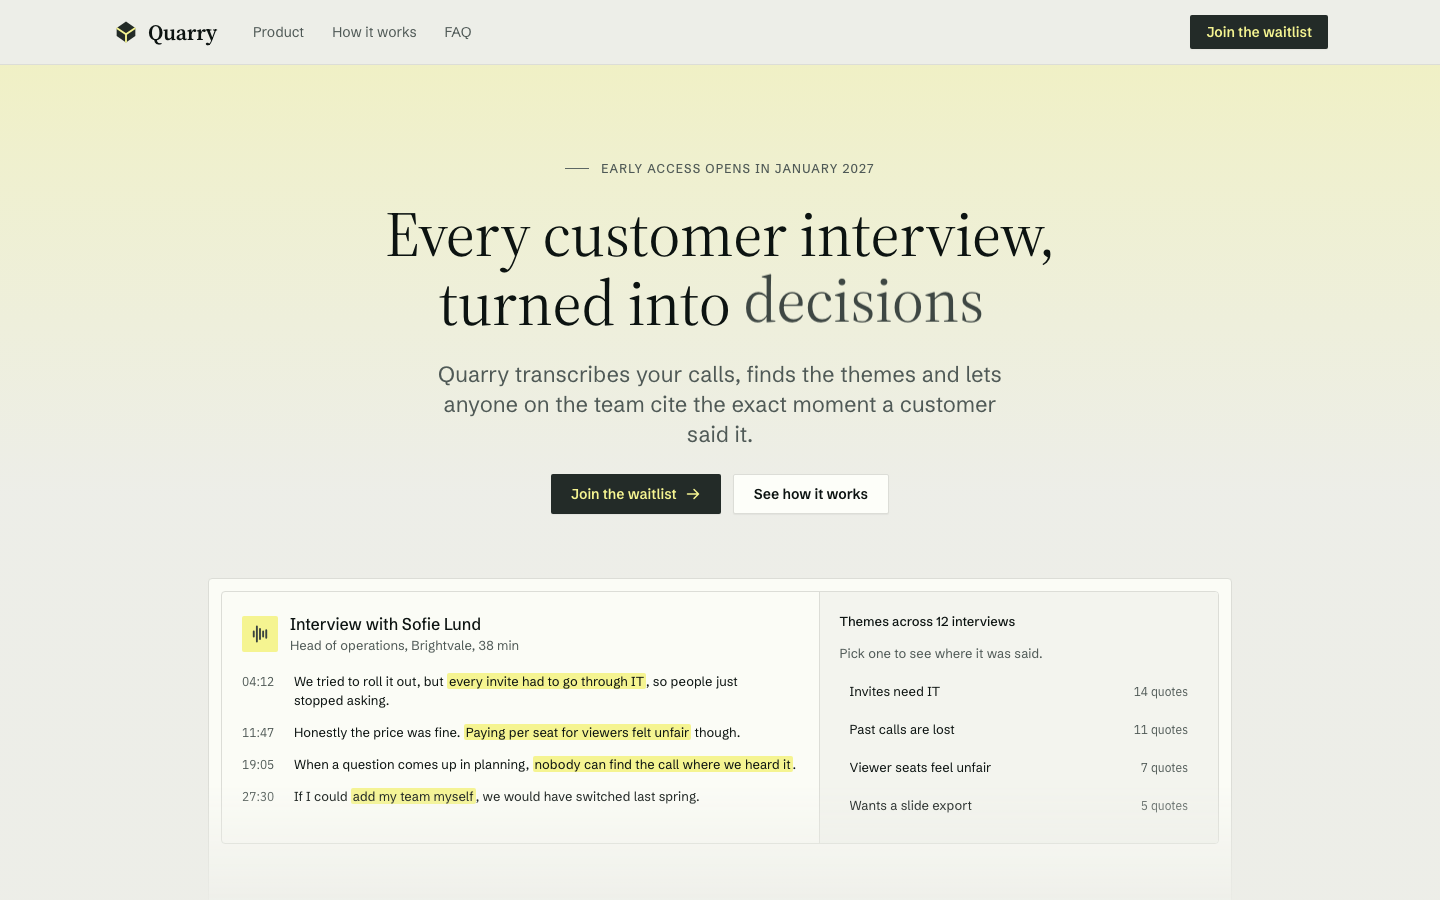 Quarry
Product
How it works
FAQ
Join the waitlist
EARLY ACCESS OPENS IN JANUARY 2027
Every customer interview,
turned into decisions
Quarry transcribes your calls, finds the themes and lets
anyone on the team cite the exact moment a customer
said it.
Join the waitlist
See how it works
Interview with Sofie Lund
Head of operations, Brightvale, 38 min
04:12 We tried to roll it out, but every invite had to go through IT, so people just
stopped asking.
11:47 Honestly the price was fine. Paying per seat for viewers felt unfair though.
19:05 When a question comes up in planning, nobody can find the call where we heard it.
27:30 If I could add my team myself, we would have switched last spring.
Themes across 12 interviews
Pick one to see where it was said.
Invites need IT 14 quotes
Past calls are lost 11 quotes
Viewer seats feel unfair 7 quotes
Wants a slide export 5 quotes